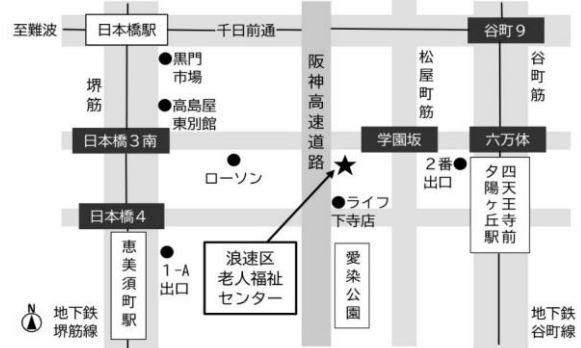 至難波
日本橋駅
千日前通
谷町9
黒門
市場
堺筋
高島屋
東別館
阪神高速道路
松屋町筋
谷町筋
日本橋3南
学園坂
六万体
ローソン
2番
出口
四天王寺前
夕陽ヶ丘駅
ライフ
下寺店
日本橋4
恵美須町駅
1-A
出口
浪速区
老人福祉
センター
愛染公園
N
地下鉄
堺筋線
地下鉄
谷町線